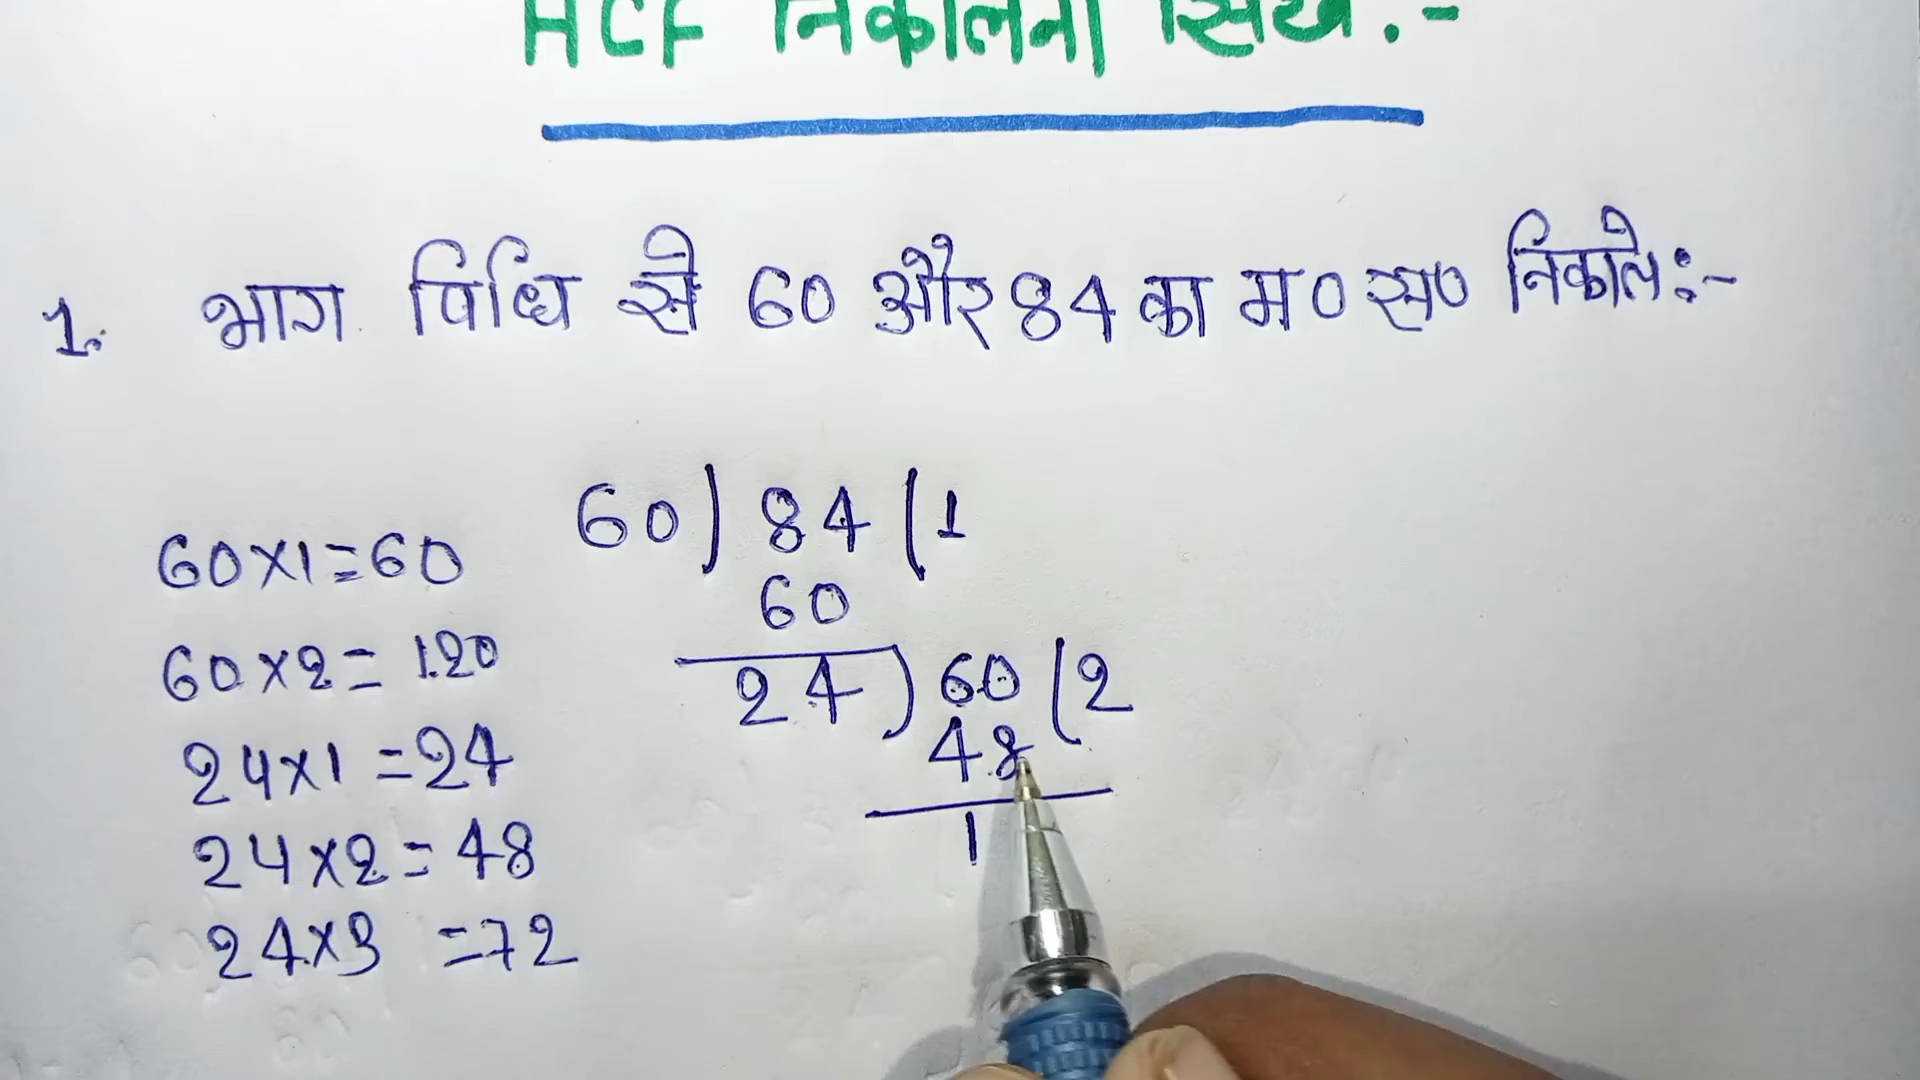 HCF निकालना सिखे :-
1. भाग विधि से 60 और 84 का म० स० निकाले :-
60×1=60
60×2= 120
24×1 =24
24×2= 48
24×3 =72
60) 84 (1
60
24) 60 (2
48
1